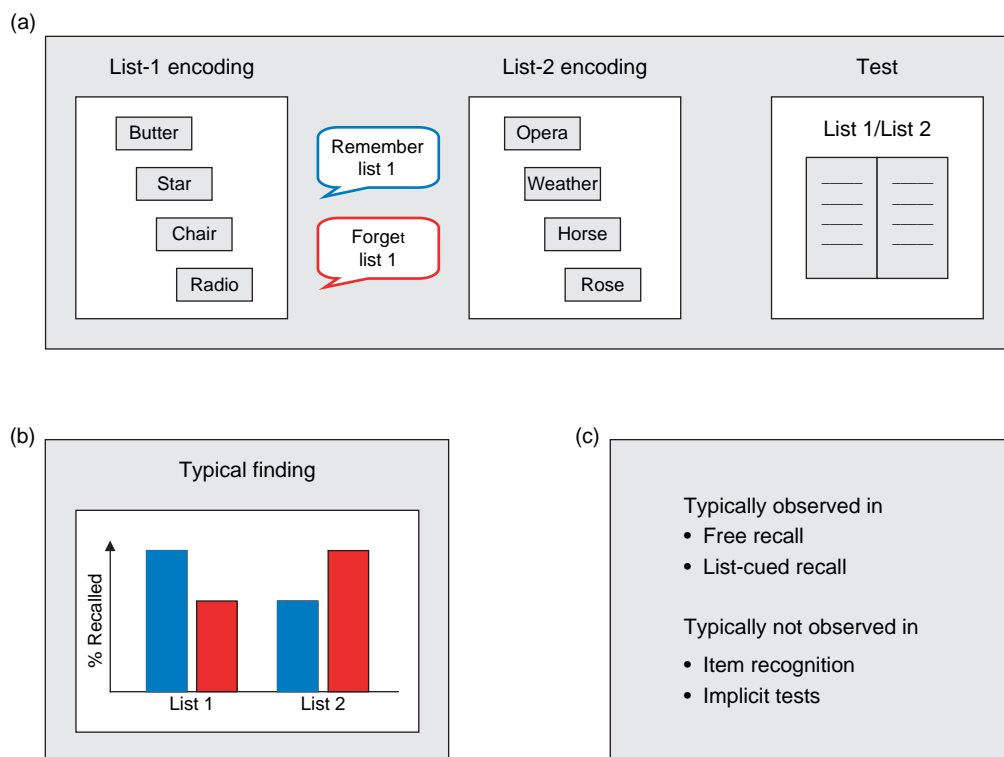 (a)
List-1 encoding
List-2 encoding
Test
Butter
Star
Chair
Radio
Remember
list 1
Forget
list 1
Opera
Weather
Horse
Rose
List 1/List 2
(b)
Typical finding
% Recalled
List 1
List 2
(c)
Typically observed in
• Free recall
• List-cued recall
Typically not observed in
• Item recognition
• Implicit tests